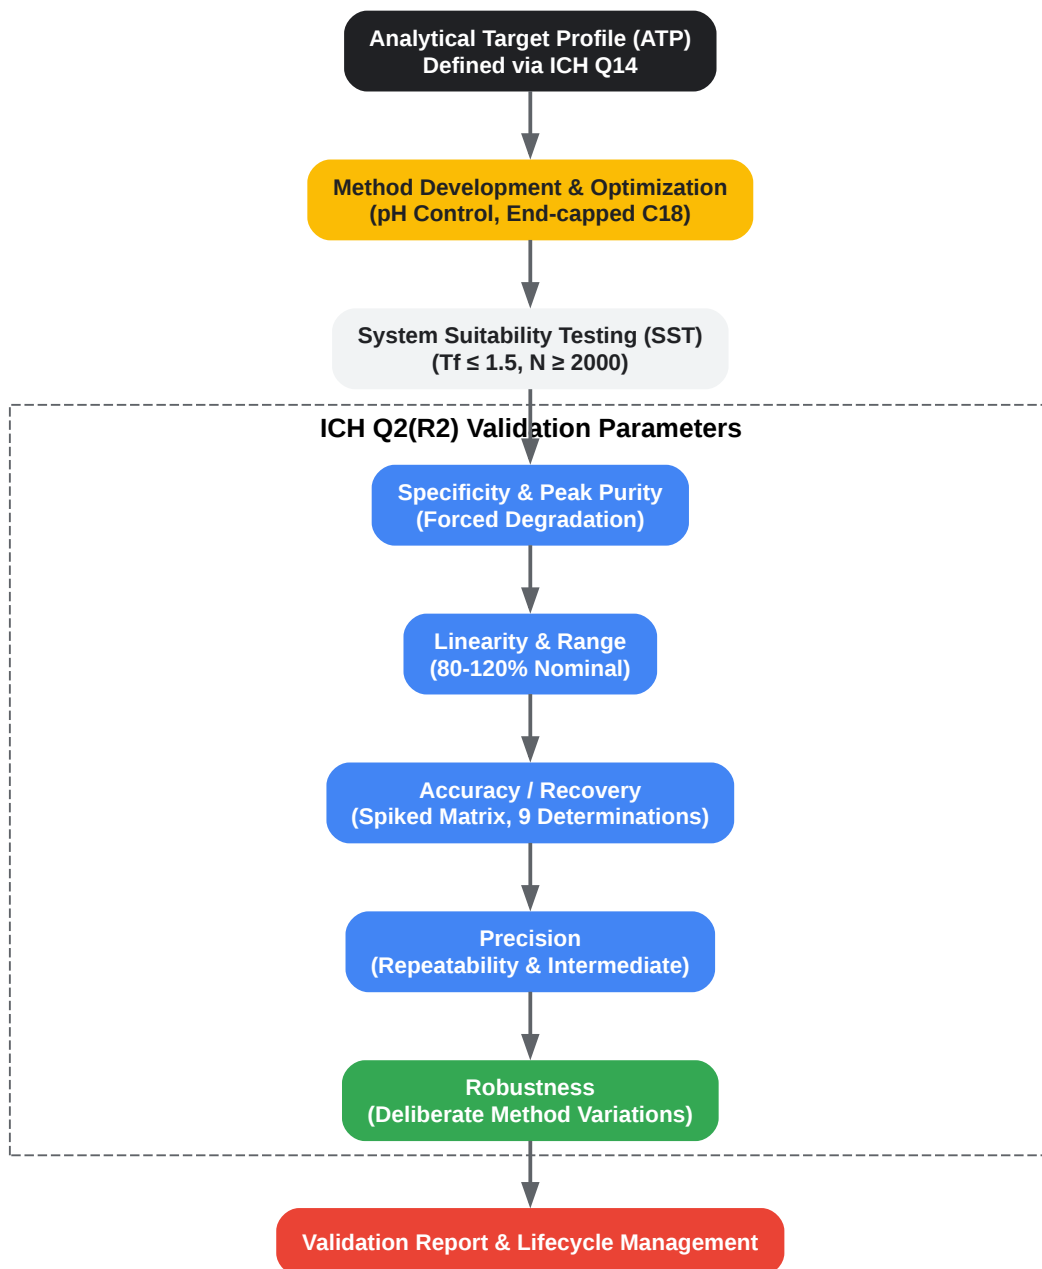 Analytical Target Profile (ATP)
Defined via ICH Q14
Method Development & Optimization
(pH Control, End-capped C18)
System Suitability Testing (SST)
(Tf ≤ 1.5, N ≥ 2000)
ICH Q2(R2) Validation Parameters
Specificity & Peak Purity
(Forced Degradation)
Linearity & Range
(80-120% Nominal)
Accuracy / Recovery
(Spiked Matrix, 9 Determinations)
Precision
(Repeatability & Intermediate)
Robustness
(Deliberate Method Variations)
Validation Report & Lifecycle Management